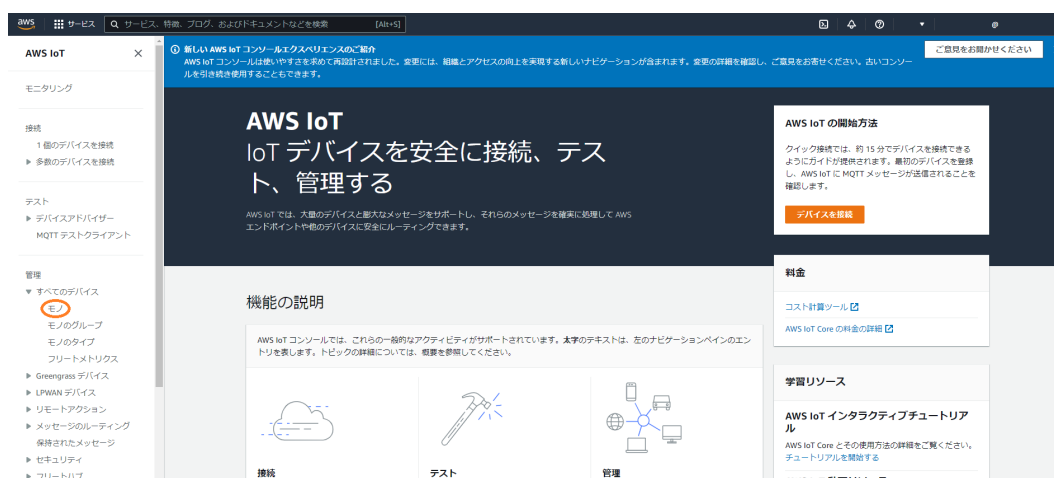 aws
サービス
サービス、特徴、ブログ、およびドキュメントなどを検索
[Alt+S]
AWS IoT
モニタリング
接続
1 個のデバイスを接続
多数のデバイスを接続
テスト
デバイスアドバイザー
MQTT テストクライアント
管理
すべてのデバイス
モノ
モノのグループ
モノのタイプ
フリートメトリクス
Greengrass デバイス
LPWAN デバイス
リモートアクション
メッセージのルーティング
保持されたメッセージ
セキュリティ
フリートハブ
新しい AWS IoT コンソールエクスペリエンスのご紹介
AWS IoT コンソールは使いやすさを求めて再設計されました。変更には、組織とアクセスの向上を実現する新しいナビゲーションが含まれます。変更の詳細を確認し、ご意見をお寄せください。古いコンソー
ルを引き続き使用することもできます。
ご意見をお聞かせください
AWS IoT
IoT デバイスを安全に接続、テス
ト、管理する
AWS IoT では、大量のデバイスと膨大なメッセージをサポートし、それらのメッセージを確実に処理して AWS
エンドポイントや他のデバイスに安全にルーティングできます。
AWS IoT の開始方法
クイック接続では、約 15 分でデバイスを接続できる
ようにガイドが提供されます。最初のデバイスを登録
し、AWS IoT に MQTT メッセージが送信されることを
確認します。
デバイスを接続
料金
コスト計算ツール
AWS IoT Core の料金の詳細
機能の説明
AWS IoT コンソールでは、これらの一般的なアクティビティがサポートされています。太字のテキストは、左のナビゲーションペインのエン
トリを表します。トピックの詳細については、概要を参照してください。
接続
テスト
管理
学習リソース
AWS IoT インタラクティブチュートリア
ル
AWS IoT Core とその使用方法の詳細をご覧ください。
チュートリアルを開始する